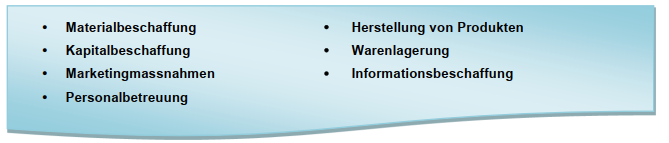 • Materialbeschaffung
• Kapitalbeschaffung
• Marketingmassnahmen
• Personalbetreuung
• Herstellung von Produkten
• Warenlagerung
• Informationsbeschaffung